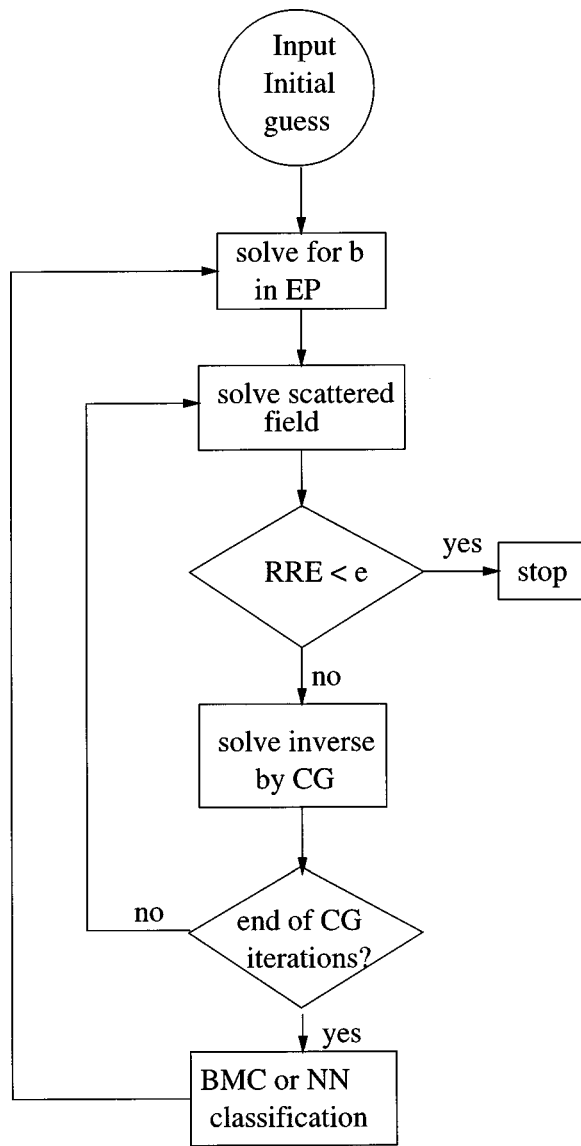 Input
Initial
guess
solve for b
in EP
solve scattered
field
RRE < e
yes
stop
no
solve inverse
by CG
no
end of CG
iterations?
yes
BMC or NN
classification